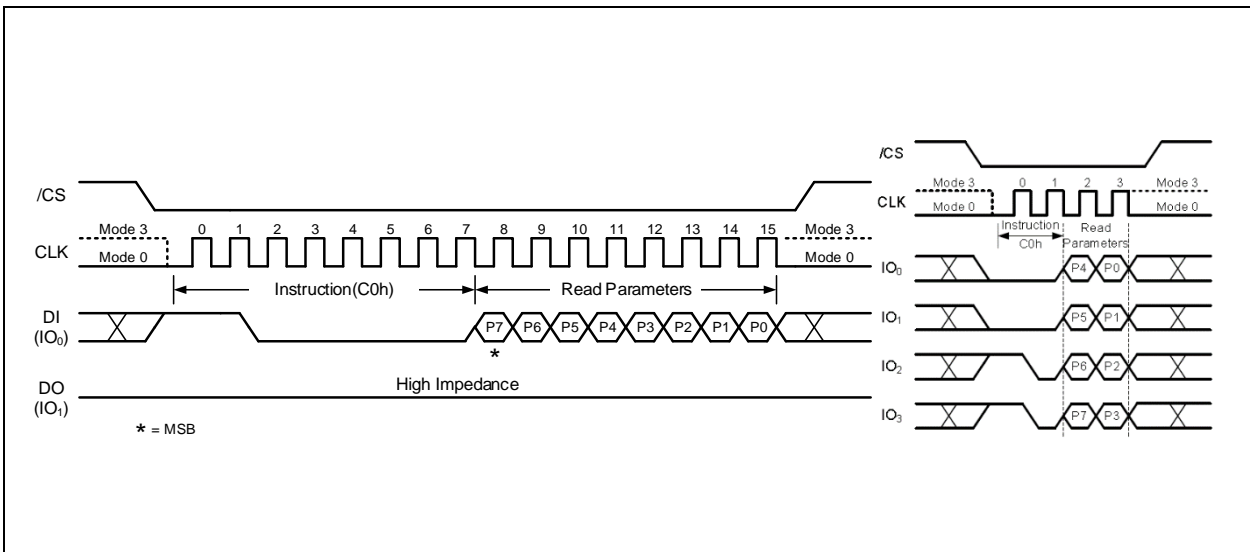 /CS
Mode 3 0 1 2 3 4 5 6 7 8 9 10 11 12 13 14 15 Mode 3
CLK
Mode 0 Mode 0
Instruction(C0h) Read Parameters
DI
(IO0)
P7 P6 P5 P4 P3 P2 P1 P0
*
High Impedance
DO
(IO1)
* = MSB
/CS
Mode 3 0 1 2 3 Mode 3
CLK
Mode 0 Mode 0
Instruction
C0h
Read
Parameters
IO0 P4 P0
IO1 P5 P1
IO2 P6 P2
IO3 P7 P3